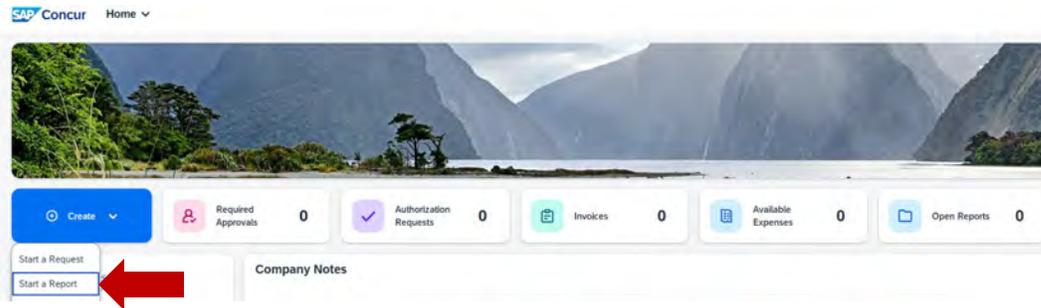 SAP Concur Home
Create
Required Approvals 0
Authorization Requests 0
Invoices 0
Available Expenses 0
Open Reports 0
Start a Request
Start a Report
Company Notes